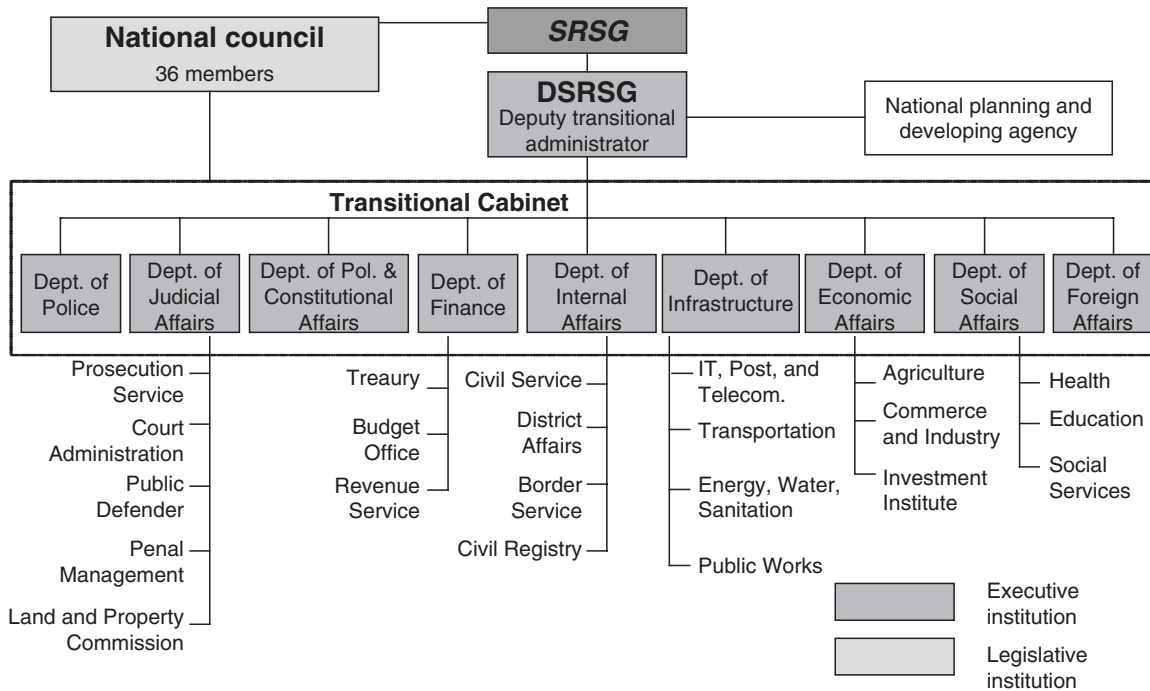 National council
36 members
SRSG
DSRSG
Deputy transitional
administrator
National planning and
developing agency
Transitional Cabinet
Dept. of
Police
Dept. of
Judicial
Affairs
Dept. of Pol. &
Constitutional
Affairs
Dept. of
Finance
Dept. of
Internal
Affairs
Dept. of
Infrastructure
Dept. of
Economic
Affairs
Dept. of
Social
Affairs
Dept. of
Foreign
Affairs
Prosecution
Service
Court
Administration
Public
Defender
Penal
Management
Land and Property
Commission
Treaury
Budget
Office
Revenue
Service
Civil Service
District
Affairs
Border
Service
Civil Registry
IT, Post, and
Telecom.
Transportation
Energy, Water,
Sanitation
Public Works
Agriculture
Commerce
and Industry
Investment
Institute
Health
Education
Social
Services
Executive
institution
Legislative
institution